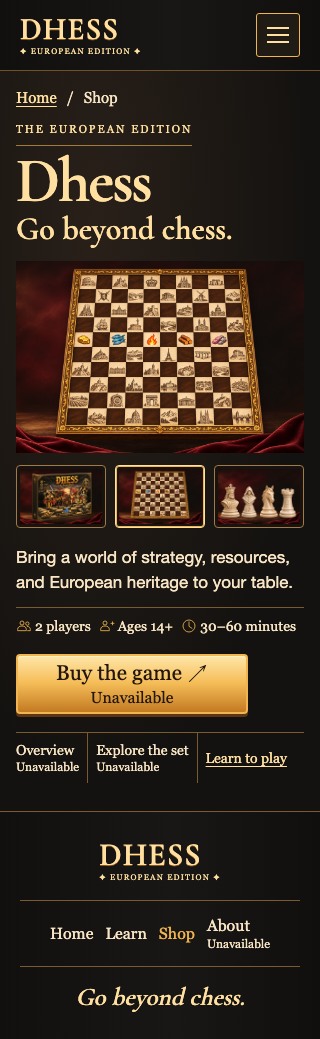 DHESS
✦ EUROPEAN EDITION ✦
Home / Shop
THE EUROPEAN EDITION
Dhess
Go beyond chess.
DHESS
Bring a world of strategy, resources,
and European heritage to your table.
2 players Ages 14+ 30–60 minutes
Buy the game ↗
Unavailable
Overview
Unavailable
Explore the set
Unavailable
Learn to play
DHESS
✦ EUROPEAN EDITION ✦
Home Learn Shop About
Unavailable
Go beyond chess.